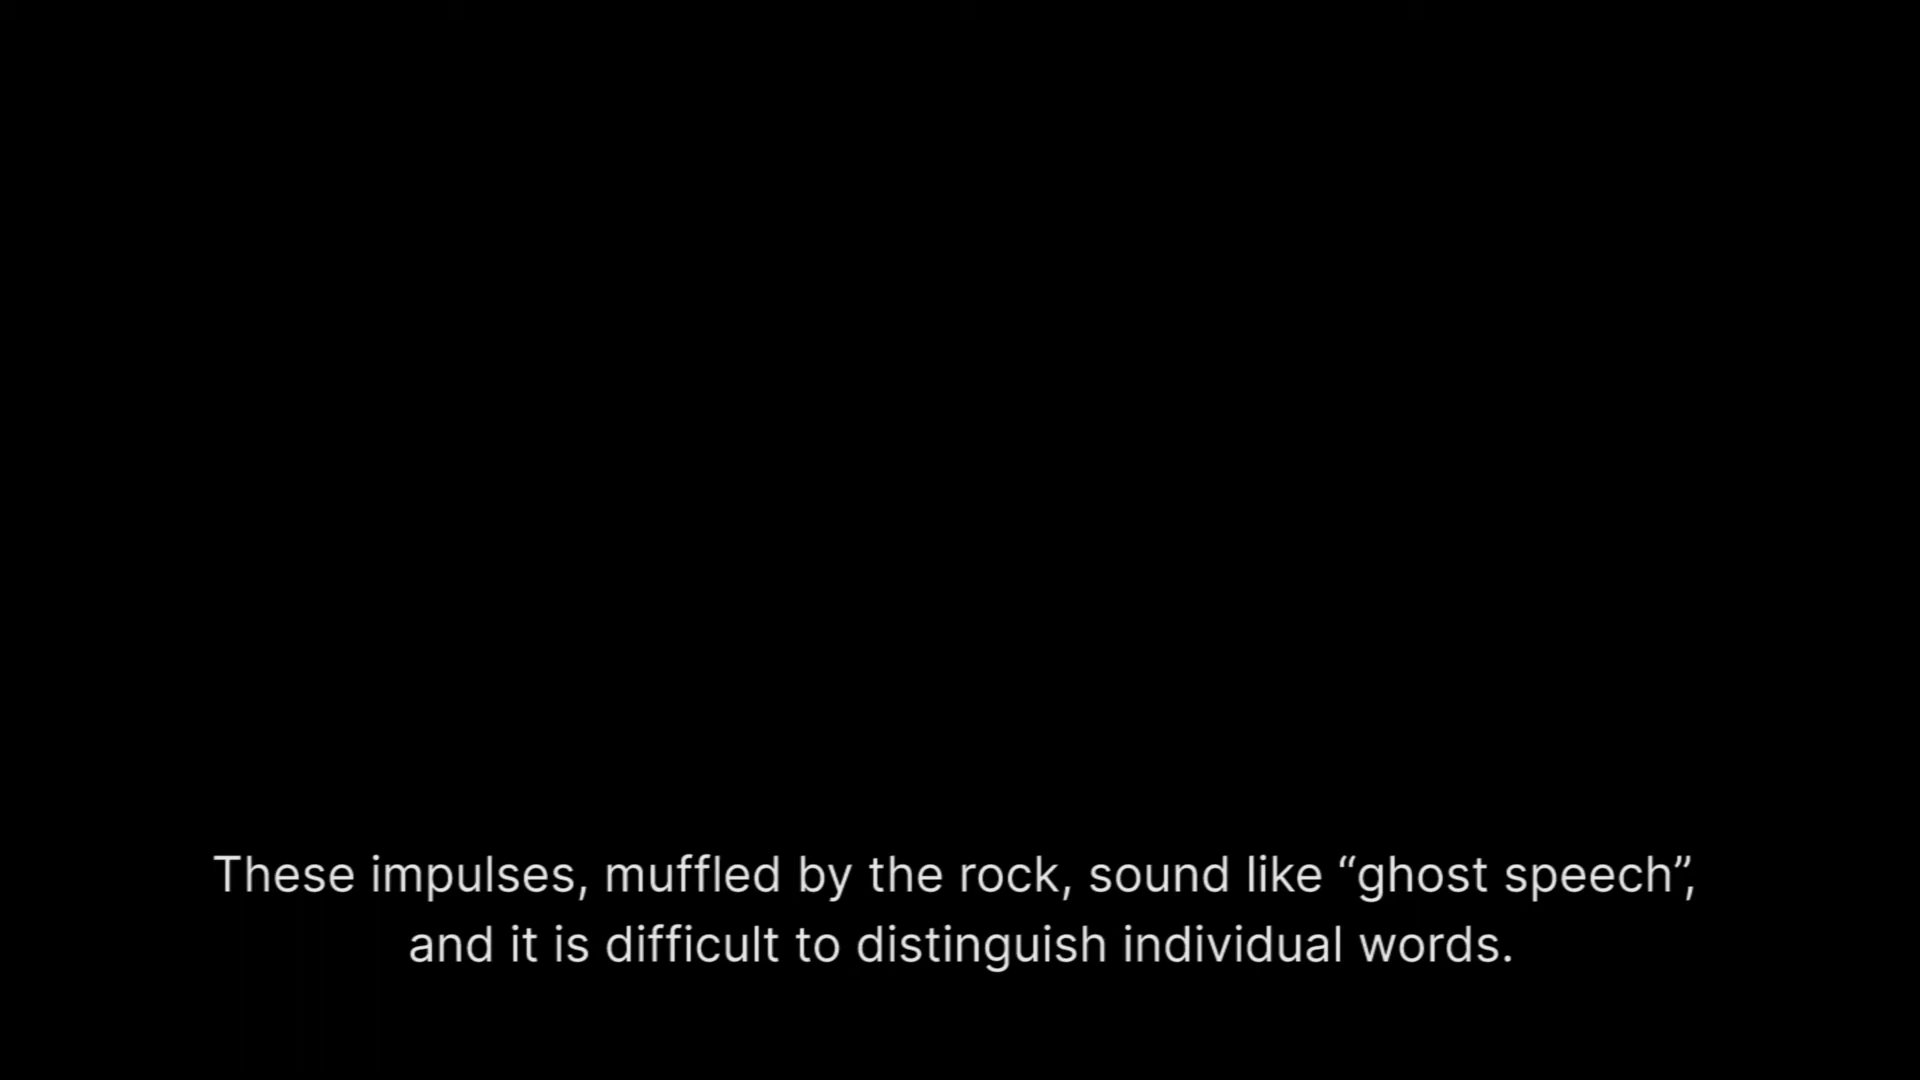 These impulses, muffled by the rock, sound like “ghost speech”,
and it is difficult to distinguish individual words.